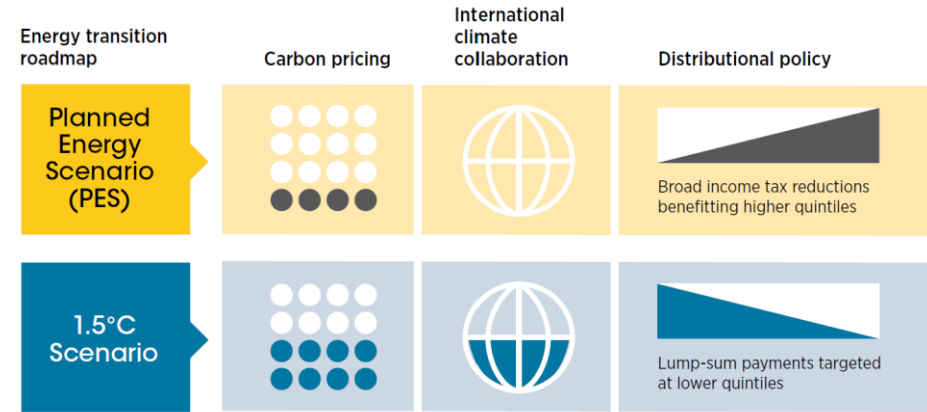 Energy transition
roadmap
Carbon pricing
International
climate
collaboration
Distributional policy
Planned
Energy
Scenario
(PES)
Broad income tax reductions
benefitting higher quintiles
1.5°C
Scenario
Lump-sum payments targeted
at lower quintiles